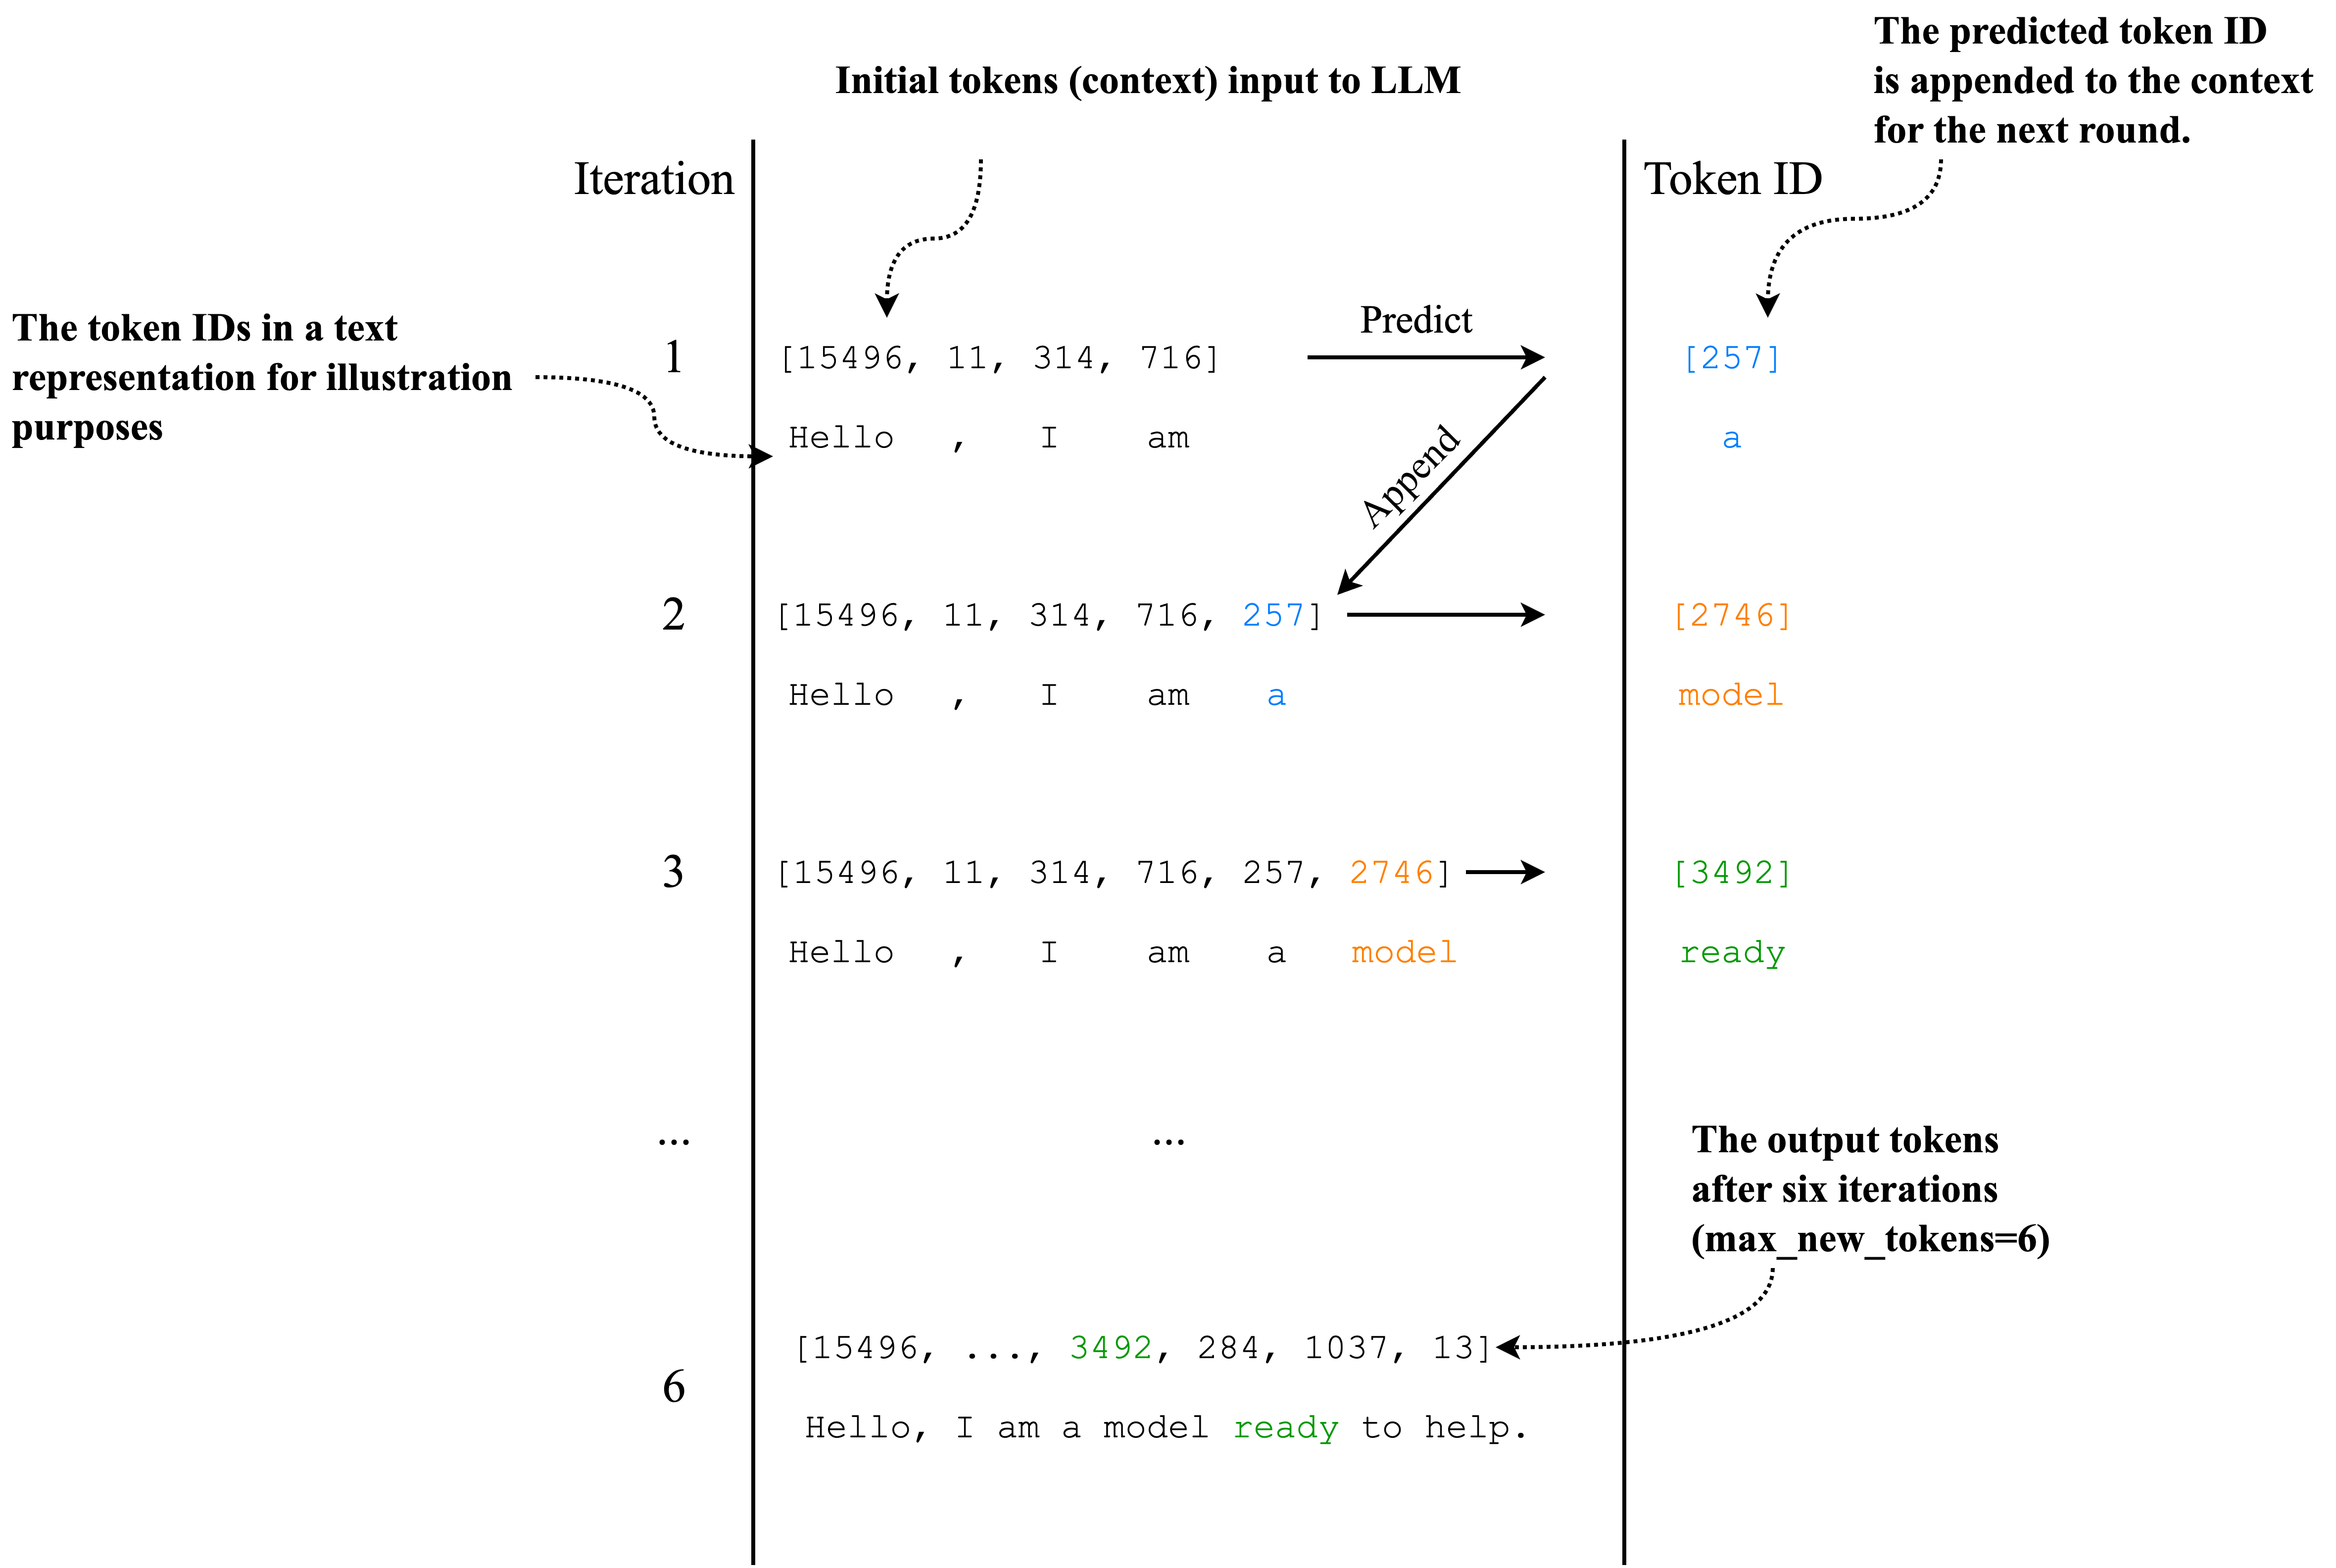 The predicted token ID
is appended to the context
for the next round.
Initial tokens (context) input to LLM
Iteration
Token ID
The token IDs in a text
representation for illustration
purposes
1
[15496, 11, 314, 716]
Predict
[257]
Hello , I am
a
Append
2
[15496, 11, 314, 716, 257]
[2746]
Hello , I am a
model
3
[15496, 11, 314, 716, 257, 2746]
[3492]
Hello , I am a model
ready
... ...
The output tokens
after six iterations
(max_new_tokens=6)
6
[15496, ..., 3492, 284, 1037, 13]
Hello, I am a model ready to help.